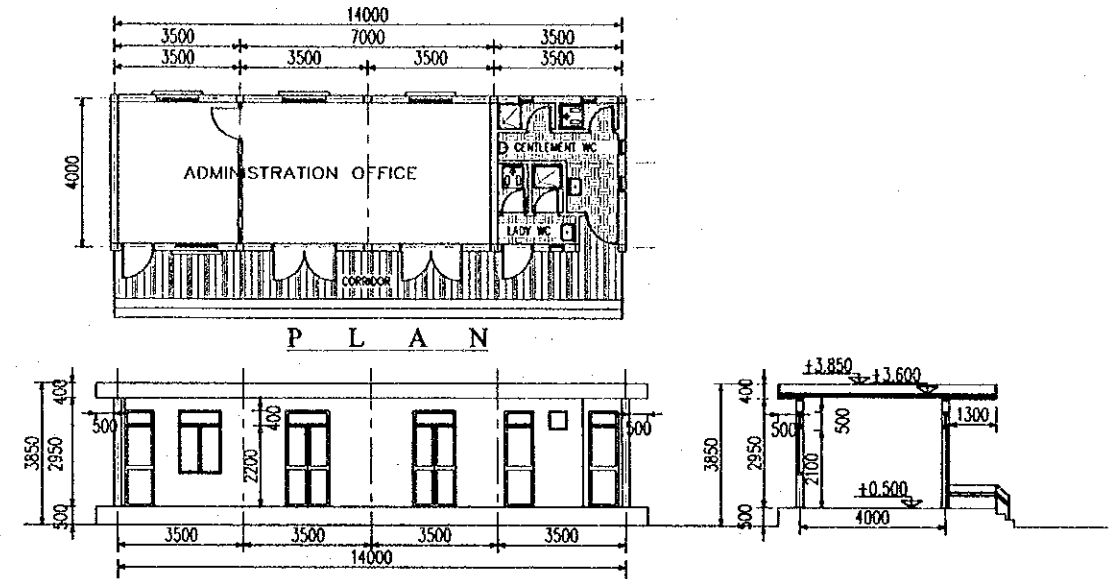 14000
3500 7000 3500
3500 3500 3500 3500
4000
GENTLEMENT WC
ADMINISTRATION OFFICE
LADY WC
CORRIDOR
P L A N
3850 500 2950 400
500 400 2200 500
3500 3500 3500 3500
14000
+3.850 +3.600
3850 500 2950 400
500 500 2100 1300
+0.500
4000